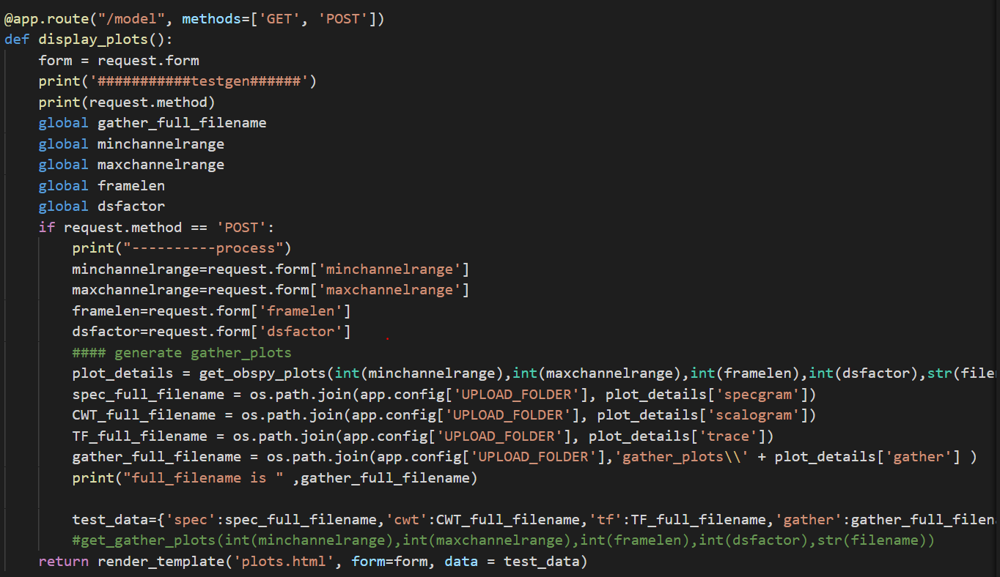 @app.route("/model", methods=['GET', 'POST'])
def display_plots():
    form = request.form
    print('###########testgen######')
    print(request.method)
    global gather_full_filename
    global minchannelrange
    global maxchannelrange
    global framelen
    global dsfactor
    if request.method == 'POST':
        print("----------process")
        minchannelrange=request.form['minchannelrange']
        maxchannelrange=request.form['maxchannelrange']
        framelen=request.form['framelen']
        dsfactor=request.form['dsfactor']
        #### generate gather_plots
        plot_details = get_obspy_plots(int(minchannelrange),int(maxchannelrange),int(framelen),int(dsfactor),str(filen
        spec_full_filename = os.path.join(app.config['UPLOAD_FOLDER'], plot_details['specgram'])
        CWT_full_filename = os.path.join(app.config['UPLOAD_FOLDER'], plot_details['scalogram'])
        TF_full_filename = os.path.join(app.config['UPLOAD_FOLDER'], plot_details['trace'])
        gather_full_filename = os.path.join(app.config['UPLOAD_FOLDER'],'gather_plots\\' + plot_details['gather'] )
        print("full_filename is " ,gather_full_filename)
        test_data={'spec':spec_full_filename,'cwt':CWT_full_filename,'tf':TF_full_filename,'gather':gather_full_filen
        #get_gather_plots(int(minchannelrange),int(maxchannelrange),int(framelen),int(dsfactor),str(filename))
    return render_template('plots.html', form=form, data = test_data)